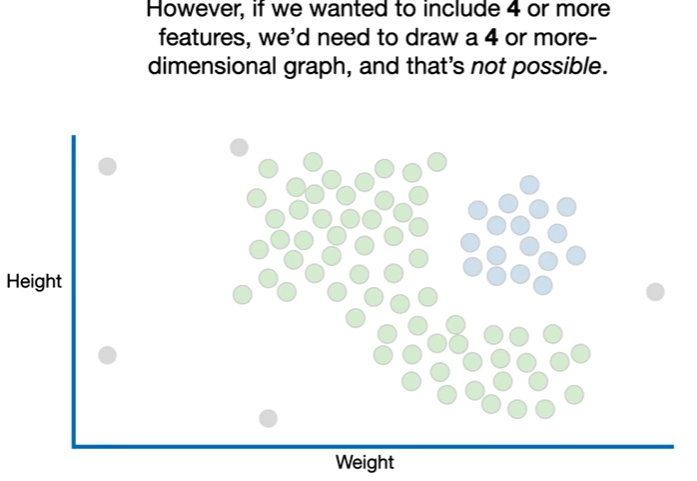 However, if we wanted to include 4 or more
features, we’d need to draw a 4 or more-
dimensional graph, and that’s not possible.
Height
Weight